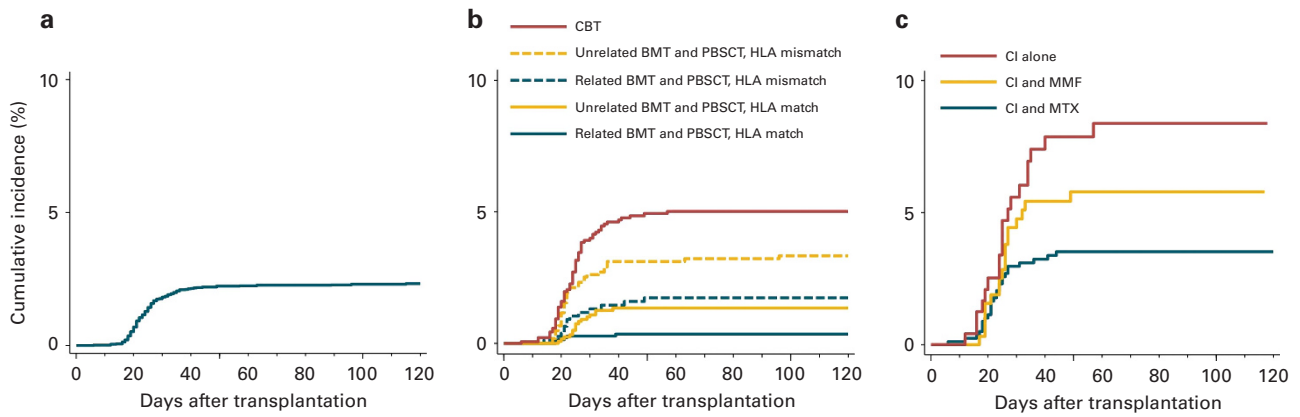 a
Cumulative incidence (%)
10
5
0
0 20 40 60 80 100 120
Days after transplantation
b
CBT
Unrelated BMT and PBSCT, HLA mismatch
Related BMT and PBSCT, HLA mismatch
Unrelated BMT and PBSCT, HLA match
Related BMT and PBSCT, HLA match
10
5
0
0 20 40 60 80 100 120
Days after transplantation
c
CI alone
CI and MMF
CI and MTX
10
5
0
0 20 40 60 80 100 120
Days after transplantation